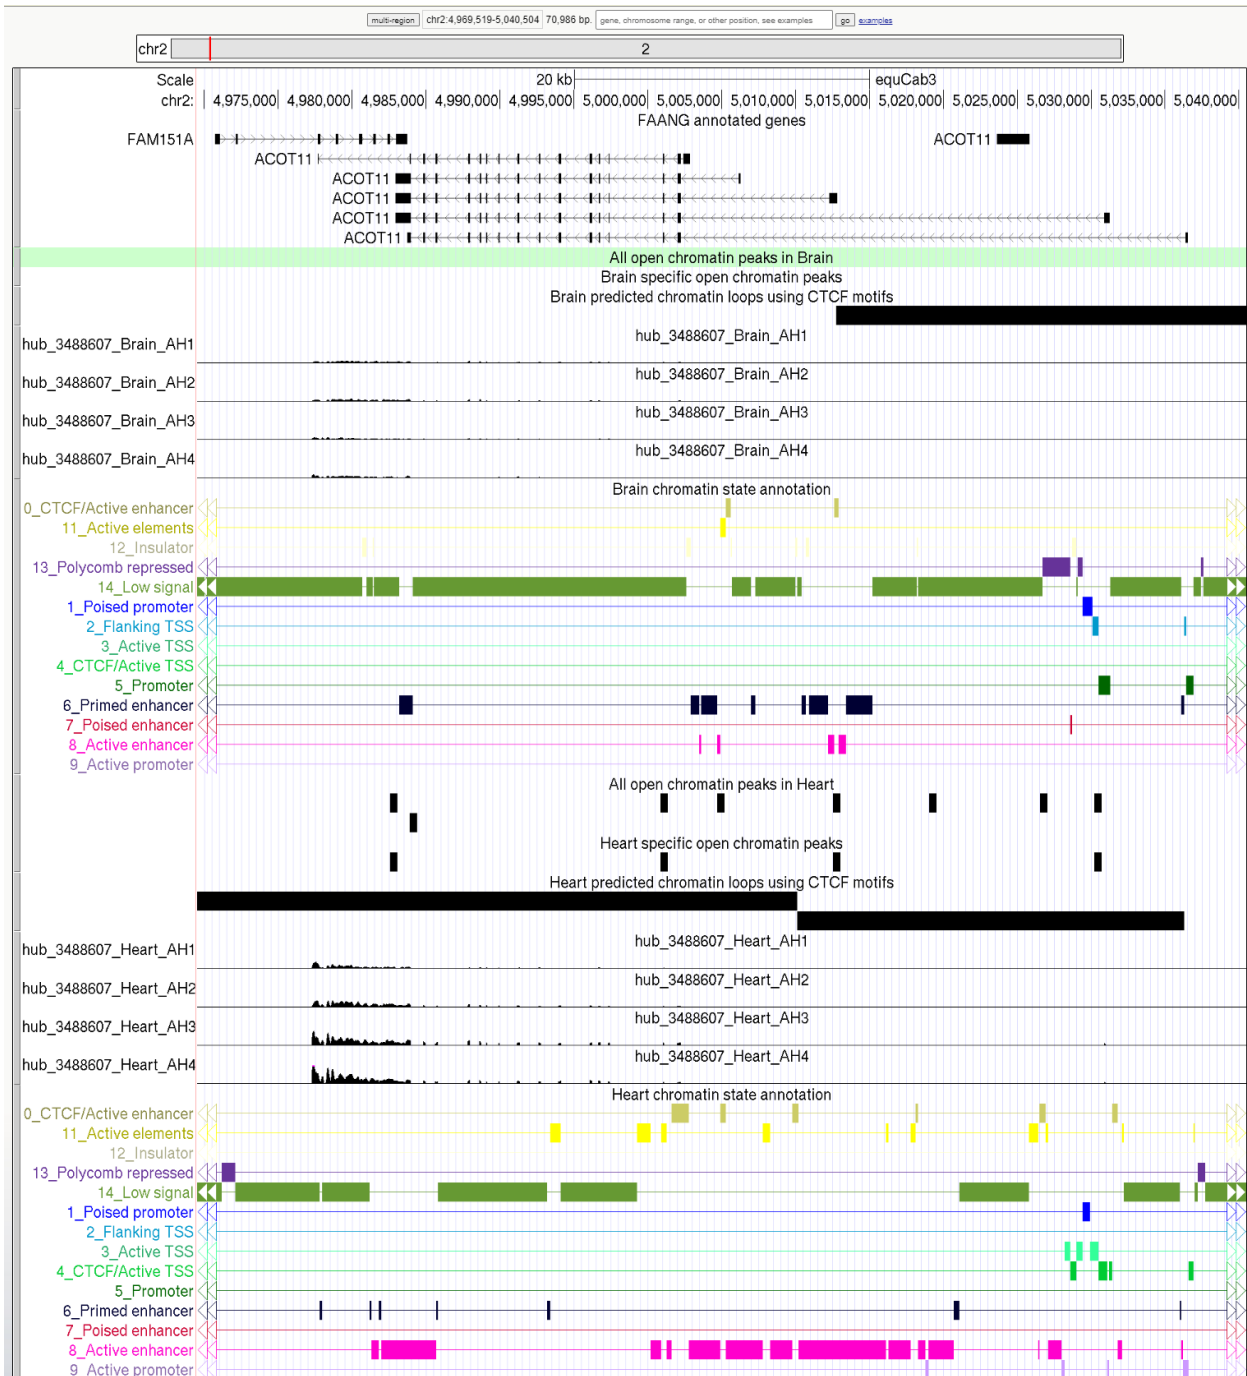 multi-region chr2:4,969,519-5,040,504 70,986 bp. gene, chromosome range, or other position, see examples go examples
chr2 2
Scale 20 kb equCab3
chr2: 4,975,000 4,980,000 4,985,000 4,990,000 4,995,000 5,000,000 5,005,000 5,010,000 5,015,000 5,020,000 5,025,000 5,030,000 5,035,000 5,040,000
FAANG annotated genes
FAM151A ACOT11
ACOT11
ACOT11
ACOT11
ACOT11
ACOT11
All open chromatin peaks in Brain
Brain specific open chromatin peaks
Brain predicted chromatin loops using CTCF motifs
hub_3488607_Brain_AH1 hub_3488607_Brain_AH1
hub_3488607_Brain_AH2 hub_3488607_Brain_AH2
hub_3488607_Brain_AH3 hub_3488607_Brain_AH3
hub_3488607_Brain_AH4 hub_3488607_Brain_AH4
Brain chromatin state annotation
0_CTCF/Active enhancer
11_Active elements
12_Insulator
13_Polycomb repressed
14_Low signal
1_Poised promoter
2_Flanking TSS
3_Active TSS
4_CTCF/Active TSS
5_Promoter
6_Primed enhancer
7_Poised enhancer
8_Active enhancer
9_Active promoter
All open chromatin peaks in Heart
Heart specific open chromatin peaks
Heart predicted chromatin loops using CTCF motifs
hub_3488607_Heart_AH1 hub_3488607_Heart_AH1
hub_3488607_Heart_AH2 hub_3488607_Heart_AH2
hub_3488607_Heart_AH3 hub_3488607_Heart_AH3
hub_3488607_Heart_AH4 hub_3488607_Heart_AH4
Heart chromatin state annotation
0_CTCF/Active enhancer
11_Active elements
12_Insulator
13_Polycomb repressed
14_Low signal
1_Poised promoter
2_Flanking TSS
3_Active TSS
4_CTCF/Active TSS
5_Promoter
6_Primed enhancer
7_Poised enhancer
8_Active enhancer
9_Active promoter